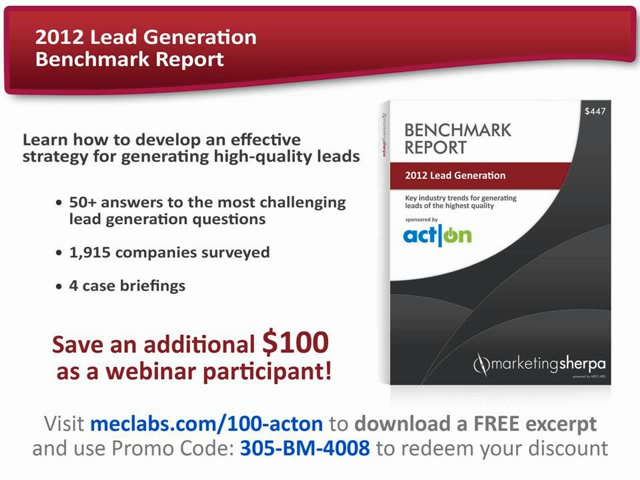 2012 Lead Generation
Benchmark Report
Learn how to develop an effective
strategy for generating high-quality leads
• 50+ answers to the most challenging
lead generation questions
• 1,915 companies surveyed
• 4 case briefings
Save an additional $100
as a webinar participant!
$447
BENCHMARK
REPORT
2012 Lead Generation
Key industry trends for generating
leads of the highest quality
sponsored by
act|on
marketingsherpa
powered by MECLABS
Visit meclabs.com/100-acton to download a FREE excerpt
and use Promo Code: 305-BM-4008 to redeem your discount